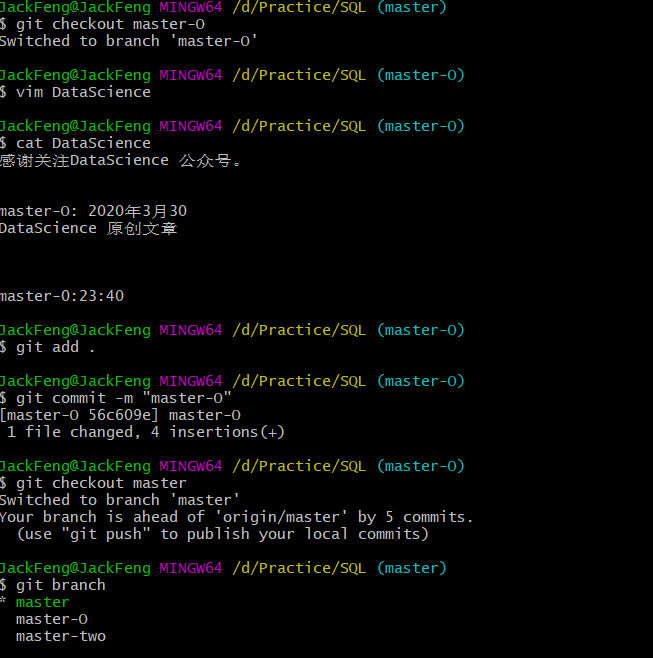 JackFeng@JackFeng MINGW64 /d/Practice/SQL (master)
$ git checkout master-O
Switched to branch 'master-O'
JackFeng@JackFeng MINGW64 /d/Practice/SQL (master-O)
$ vim DataScience
JackFeng@JackFeng MINGW64 /d/Practice/SQL (master-O)
$ cat DataScience
感谢关注DataScience 公众号。
master-O: 2020年3月30
DataScience 原创文章
master-O:23:40
JackFeng@JackFeng MINGW64 /d/Practice/SQL (master-O)
$ git add .
JackFeng@JackFeng MINGW64 /d/Practice/SQL (master-O)
$ git commit -m "master-O"
[master-O 56c609e] master-O
1 file changed, 4 insertions(+)
JackFeng@JackFeng MINGW64 /d/Practice/SQL (master-O)
$ git checkout master
Switched to branch 'master'
Your branch is ahead of 'origin/master' by 5 commits.
(use "git push" to publish your local commits)
JackFeng@JackFeng MINGW64 /d/Practice/SQL (master)
$ git branch
* master
master-O
master-two